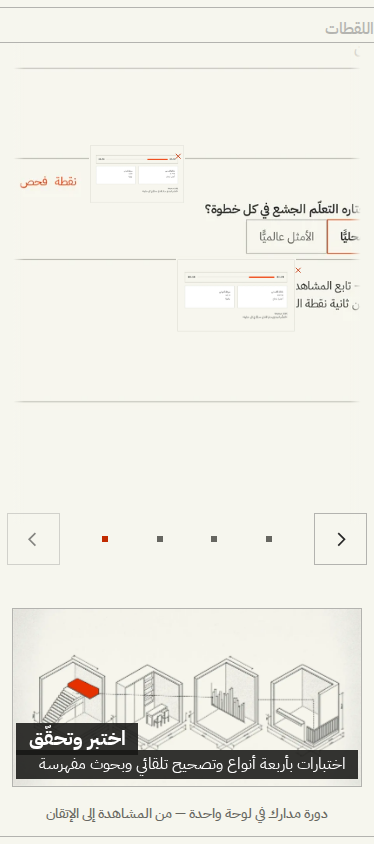 اللقطات
نقطة فحص
تاره التعلّم الجشع في كل خطوة؟
حليًّا
الأمثل عالميًّا
– تابع المشاهد
ن ثانية نقطة ال
اختبر وتحقّق
اختبارات بأربعة أنواع وتصحيح تلقائي وبحوث مفهرسة
دورة مدارك في لوحة واحدة — من المشاهدة إلى الإتقان